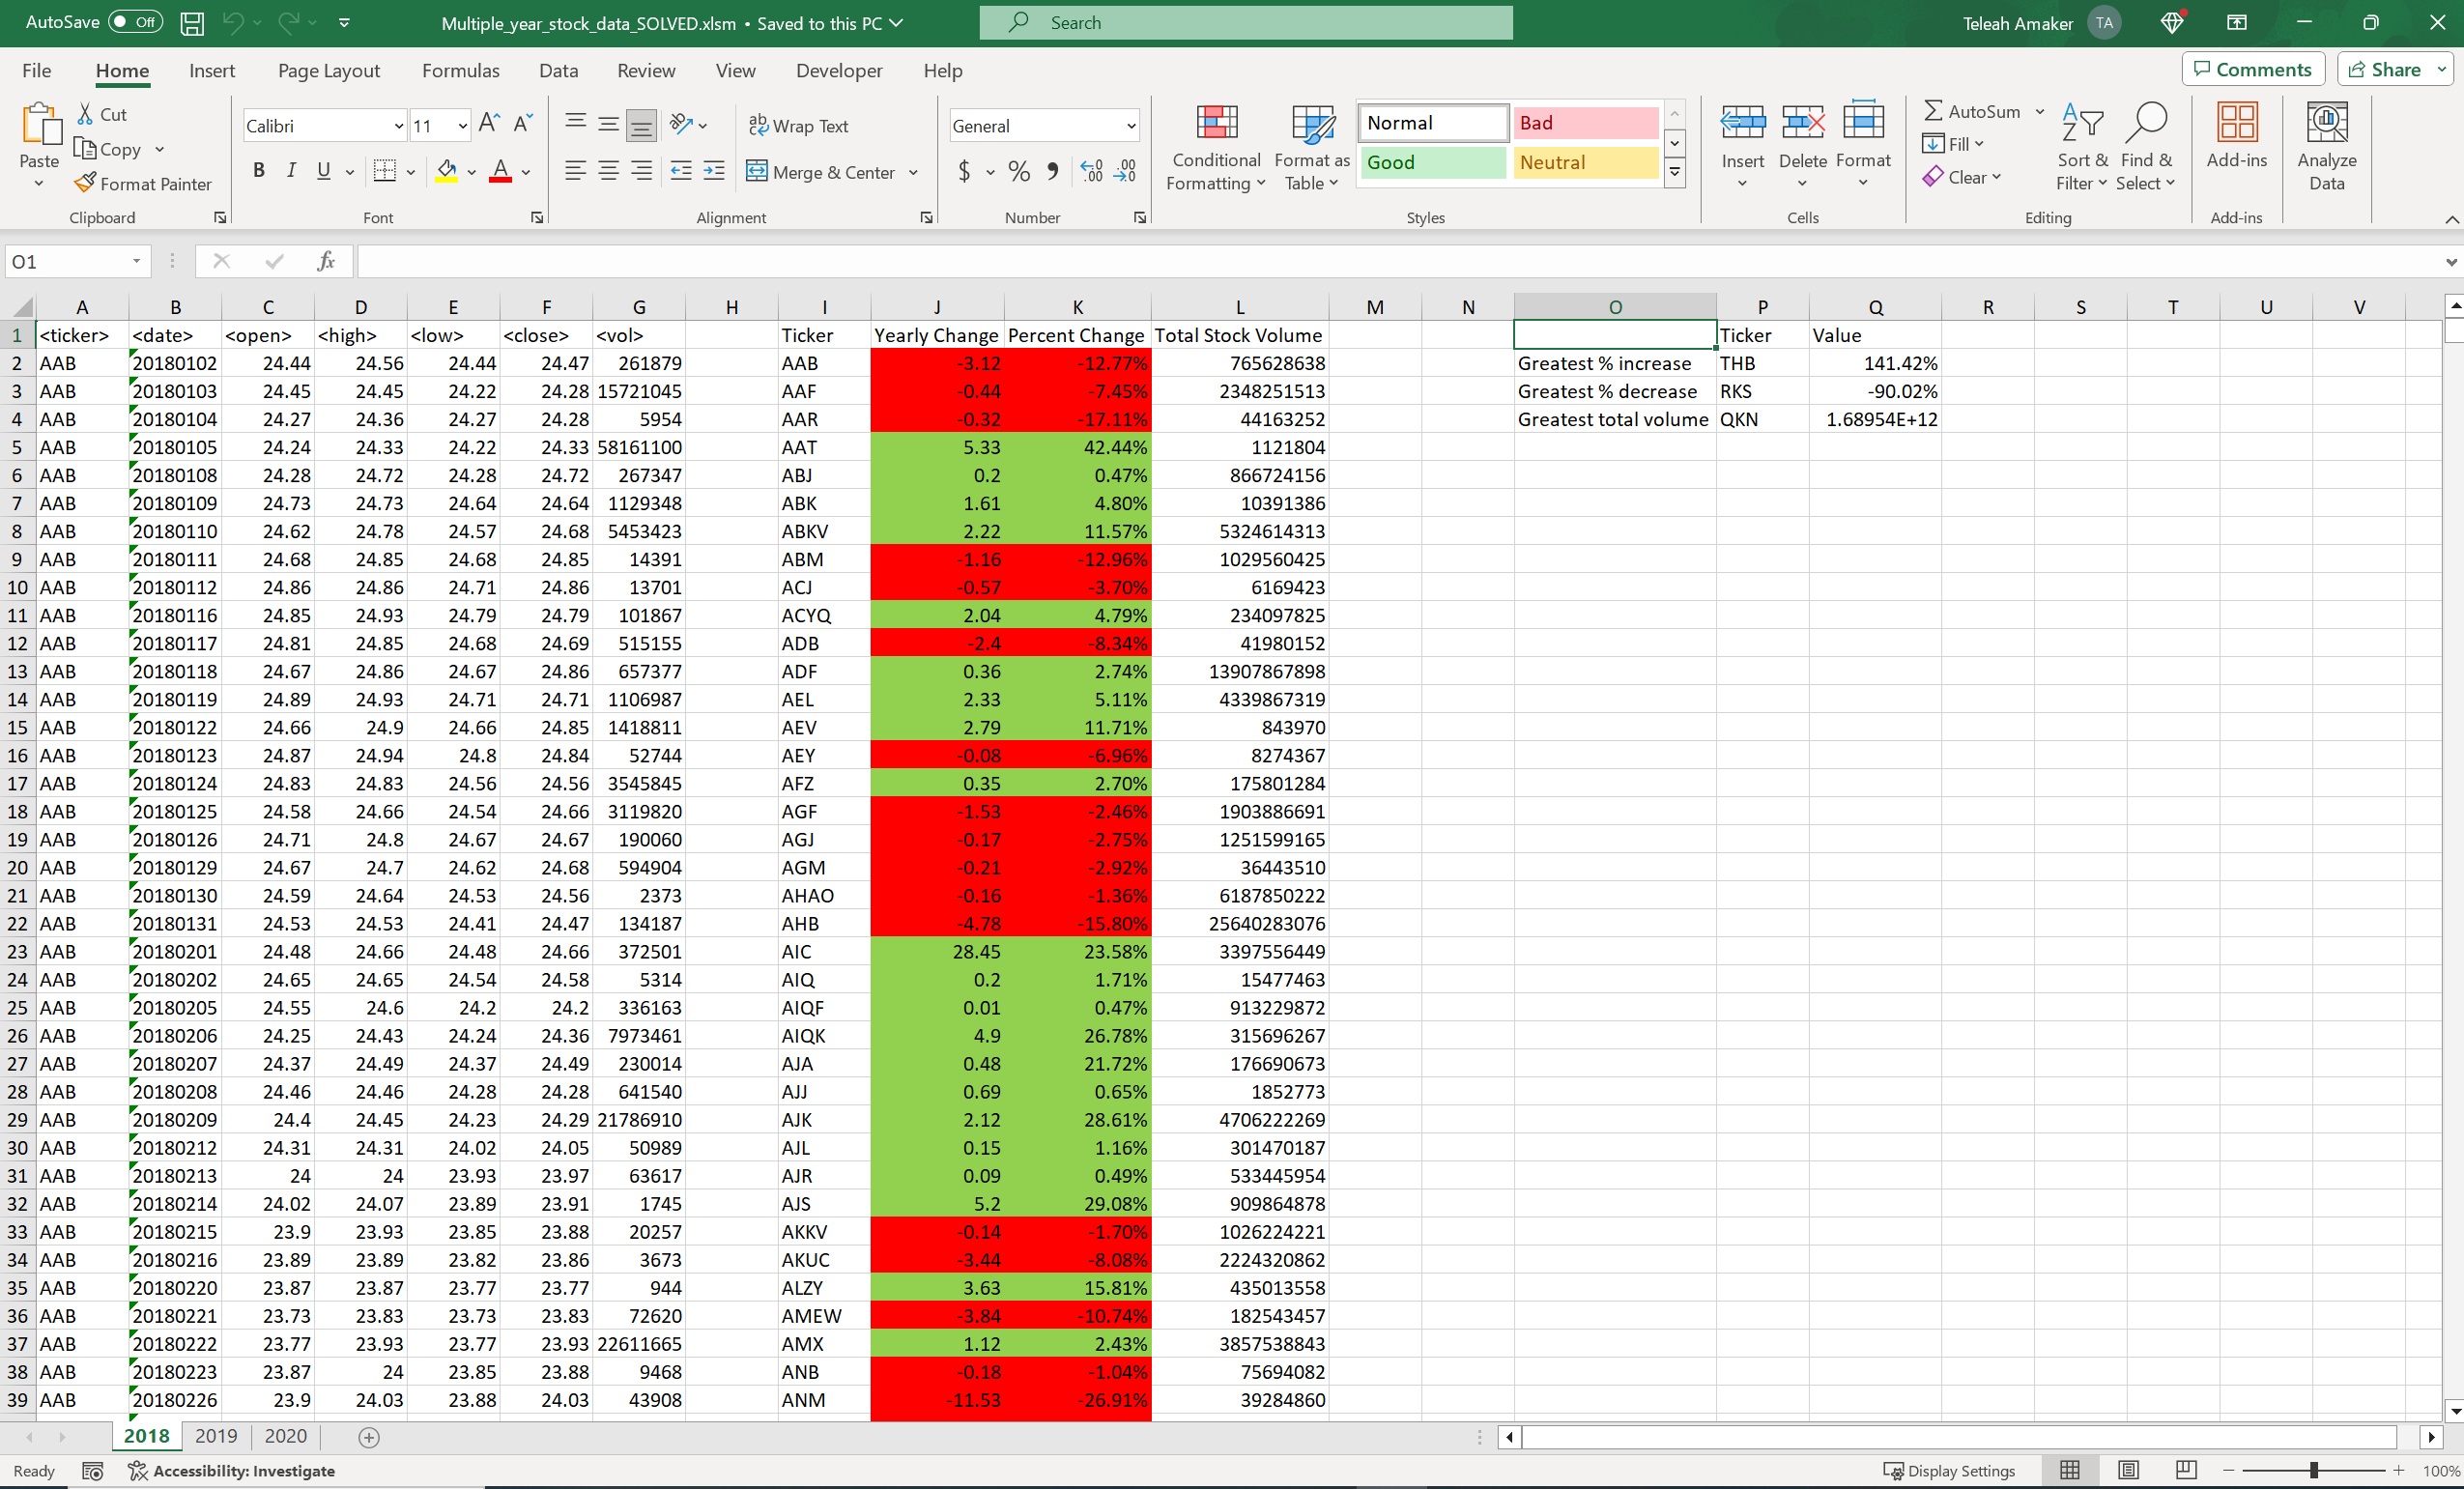 AutoSave Off Multiple_year_stock_data_SOLVED.xlsm • Saved to this PC Search Teleah Amaker TA
File Home Insert Page Layout Formulas Data Review View Developer Help Comments Share
Paste Cut Copy Format Painter Clipboard
Calibri 11 B I U A Font
ab Wrap Text Merge & Center Alignment
General $ % , Number
Conditional Formatting Format as Table Normal Bad Good Neutral Styles
Insert Delete Format Cells
AutoSum Fill Clear Sort & Filter Find & Select Editing
Add-ins Add-ins
Analyze Data
O1 fx
A B C D E F G H I J K L M N O P Q R S T U V
1 <ticker> <date> <open> <high> <low> <close> <vol> Ticker Yearly Change Percent Change Total Stock Volume Ticker Value
2 AAB 20180102 24.44 24.56 24.44 24.47 261879 AAB -3.12 -12.77% 765628638 Greatest % increase THB 141.42%
3 AAB 20180103 24.45 24.45 24.22 24.28 15721045 AAF -0.44 -7.45% 2348251513 Greatest % decrease RKS -90.02%
4 AAB 20180104 24.27 24.36 24.27 24.28 5954 AAR -0.32 -17.11% 44163252 Greatest total volume QKN 1.68954E+12
5 AAB 20180105 24.24 24.33 24.22 24.33 58161100 AAT 5.33 42.44% 1121804
6 AAB 20180108 24.28 24.72 24.28 24.72 267347 ABJ 0.2 0.47% 866724156
7 AAB 20180109 24.73 24.73 24.64 24.64 1129348 ABK 1.61 4.80% 10391386
8 AAB 20180110 24.62 24.78 24.57 24.68 5453423 ABKV 2.22 11.57% 5324614313
9 AAB 20180111 24.68 24.85 24.68 24.85 14391 ABM -1.16 -12.96% 1029560425
10 AAB 20180112 24.86 24.86 24.71 24.86 13701 ACJ -0.57 -3.70% 6169423
11 AAB 20180116 24.85 24.93 24.79 24.79 101867 ACYQ 2.04 4.79% 234097825
12 AAB 20180117 24.81 24.85 24.68 24.69 515155 ADB -2.4 -8.34% 41980152
13 AAB 20180118 24.67 24.86 24.67 24.86 657377 ADF 0.36 2.74% 13907867898
14 AAB 20180119 24.89 24.93 24.71 24.71 1106987 AEL 2.33 5.11% 4339867319
15 AAB 20180122 24.66 24.9 24.66 24.85 1418811 AEV 2.79 11.71% 843970
16 AAB 20180123 24.87 24.94 24.8 24.84 52744 AEY -0.08 -6.96% 8274367
17 AAB 20180124 24.83 24.83 24.56 24.56 3545845 AFZ 0.35 2.70% 175801284
18 AAB 20180125 24.58 24.66 24.54 24.66 3119820 AGF -1.53 -2.46% 1903886691
19 AAB 20180126 24.71 24.8 24.67 24.67 190060 AGJ -0.17 -2.75% 1251599165
20 AAB 20180129 24.67 24.7 24.62 24.68 594904 AGM -0.21 -2.92% 36443510
21 AAB 20180130 24.59 24.64 24.53 24.56 2373 AHAO -0.16 -1.36% 6187850222
22 AAB 20180131 24.53 24.53 24.41 24.47 134187 AHB -4.78 -15.80% 25640283076
23 AAB 20180201 24.48 24.66 24.48 24.66 372501 AIC 28.45 23.58% 3397556449
24 AAB 20180202 24.65 24.65 24.54 24.58 5314 AIQ 0.2 1.71% 15477463
25 AAB 20180205 24.55 24.6 24.2 24.2 336163 AIQF 0.01 0.47% 913229872
26 AAB 20180206 24.25 24.43 24.24 24.36 7973461 AIQK 4.9 26.78% 315696267
27 AAB 20180207 24.37 24.49 24.37 24.49 230014 AJA 0.48 21.72% 176690673
28 AAB 20180208 24.46 24.46 24.28 24.28 641540 AJJ 0.69 0.65% 1852773
29 AAB 20180209 24.4 24.45 24.23 24.29 21786910 AJK 2.12 28.61% 4706222269
30 AAB 20180212 24.31 24.31 24.02 24.05 50989 AJL 0.15 1.16% 301470187
31 AAB 20180213 24 24 23.93 23.97 63617 AJR 0.09 0.49% 533445954
32 AAB 20180214 24.02 24.07 23.89 23.91 1745 AJS 5.2 29.08% 909864878
33 AAB 20180215 23.9 23.93 23.85 23.88 20257 AKKV -0.14 -1.70% 1026224221
34 AAB 20180216 23.89 23.89 23.82 23.86 3673 AKUC -3.44 -8.08% 2224320862
35 AAB 20180220 23.87 23.87 23.77 23.77 944 ALZY 3.63 15.81% 435013558
36 AAB 20180221 23.73 23.83 23.73 23.83 72620 AMEW -3.84 -10.74% 182543457
37 AAB 20180222 23.77 23.93 23.77 23.93 22611665 AMX 1.12 2.43% 3857538843
38 AAB 20180223 23.87 24 23.85 23.88 9468 ANB -0.18 -1.04% 75694082
39 AAB 20180226 23.9 24.03 23.88 24.03 43908 ANM -11.53 -26.91% 39284860
2018 2019 2020
Ready Accessibility: Investigate Display Settings 100%